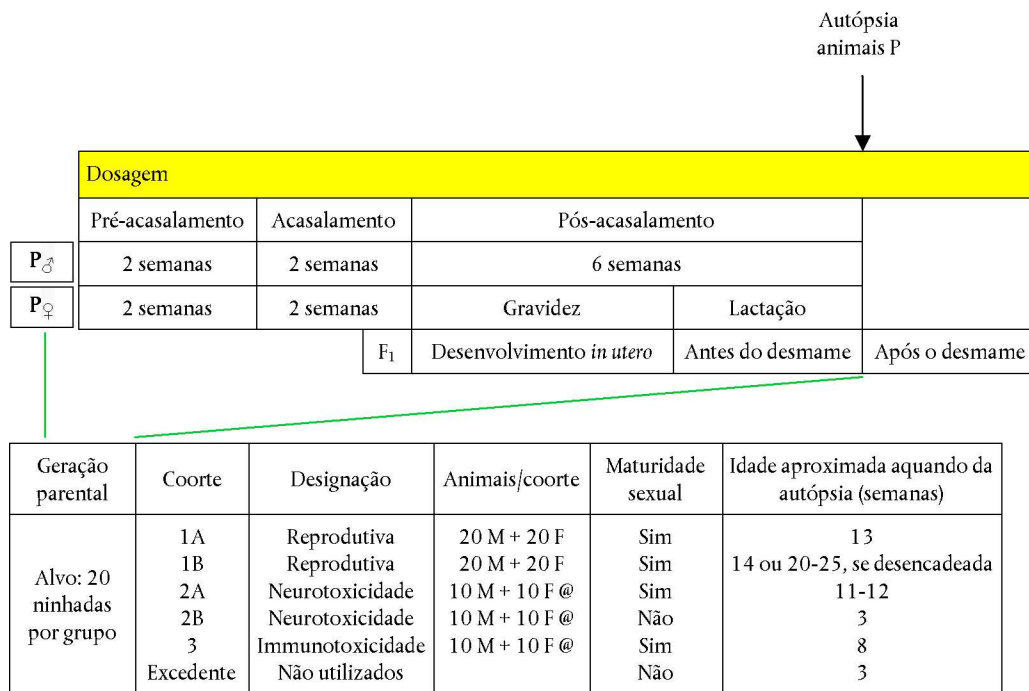 Autópsia
animais P
Dosagem
Pré-acasalamento Acasalamento Pós-acasalamento
P♂ 2 semanas 2 semanas 6 semanas
P♀ 2 semanas 2 semanas Gravidez Lactação
F₁ Desenvolvimento in utero Antes do desmame Após o desmame
Geração parental Coorte Designação Animais/coorte Maturidade sexual Idade aproximada aquando da autópsia (semanas)
Alvo: 20 ninhadas por grupo
1A Reprodutiva 20 M + 20 F Sim 13
1B Reprodutiva 20 M + 20 F Sim 14 ou 20-25, se desencadeada
2A Neurotoxicidade 10 M + 10 F @ Sim 11-12
2B Neurotoxicidade 10 M + 10 F @ Não 3
3 Immunotoxicidade 10 M + 10 F @ Sim 8
Excedente Não utilizados Não 3